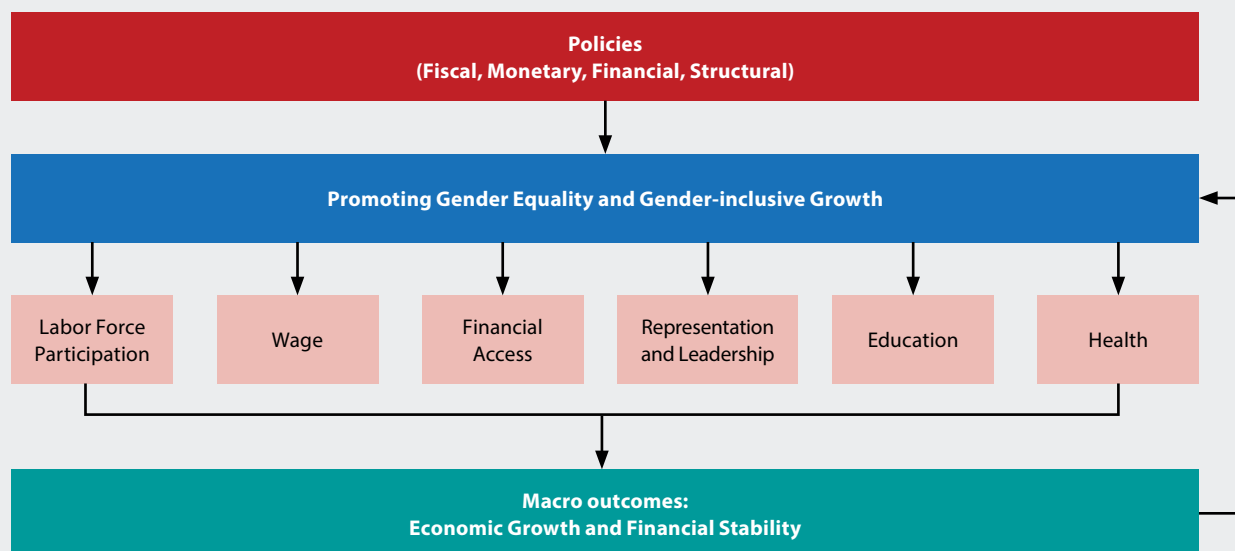 Policies
(Fiscal, Monetary, Financial, Structural)
Promoting Gender Equality and Gender-inclusive Growth
Labor Force
Participation
Wage
Financial
Access
Representation
and Leadership
Education
Health
Macro outcomes:
Economic Growth and Financial Stability